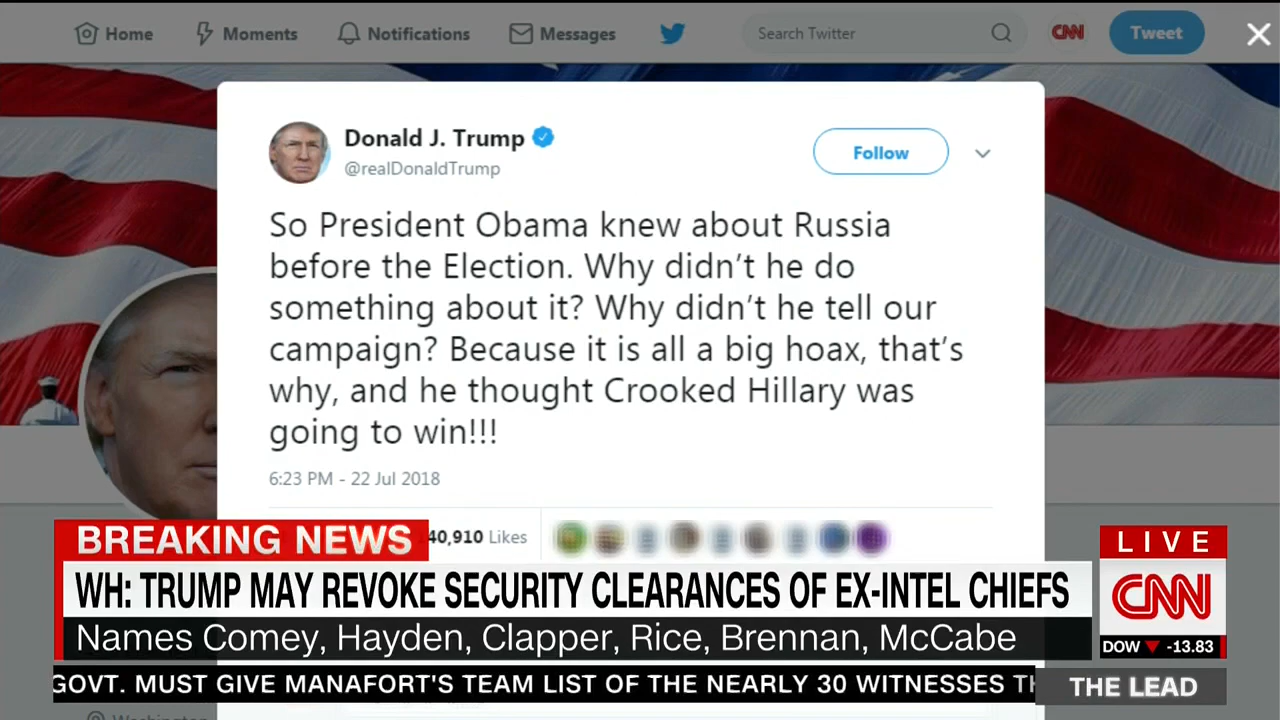 Home Moments Notifications Messages Search Twitter CNN Tweet
Donald J. Trump
@realDonaldTrump
Follow
So President Obama knew about Russia
before the Election. Why didn't he do
something about it? Why didn't he tell our
campaign? Because it is all a big hoax, that's
why, and he thought Crooked Hillary was
going to win!!!
6:23 PM - 22 Jul 2018
40,910 Likes
BREAKING NEWS
WH: TRUMP MAY REVOKE SECURITY CLEARANCES OF EX-INTEL CHIEFS
Names Comey, Hayden, Clapper, Rice, Brennan, McCabe
LIVE
CNN
DOW -13.83
GOVT. MUST GIVE MANAFORT'S TEAM LIST OF THE NEARLY 30 WITNESSES
THE LEAD